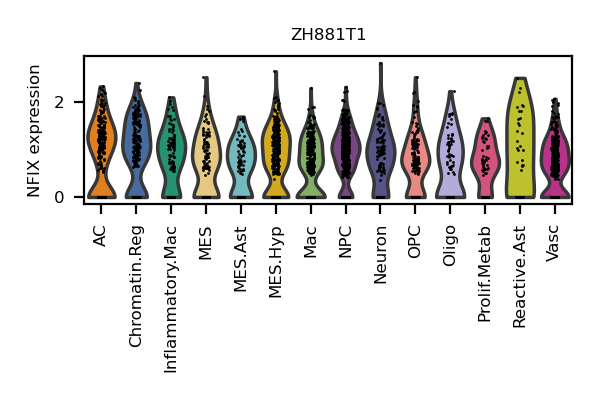 ZH881T1
NFIX expression
2
0
AC
Chromatin.Reg
Inflammatory.Mac
MES
MES.Ast
MES.Hyp
Mac
NPC
Neuron
OPC
Oligo
Prolif.Metab
Reactive.Ast
Vasc